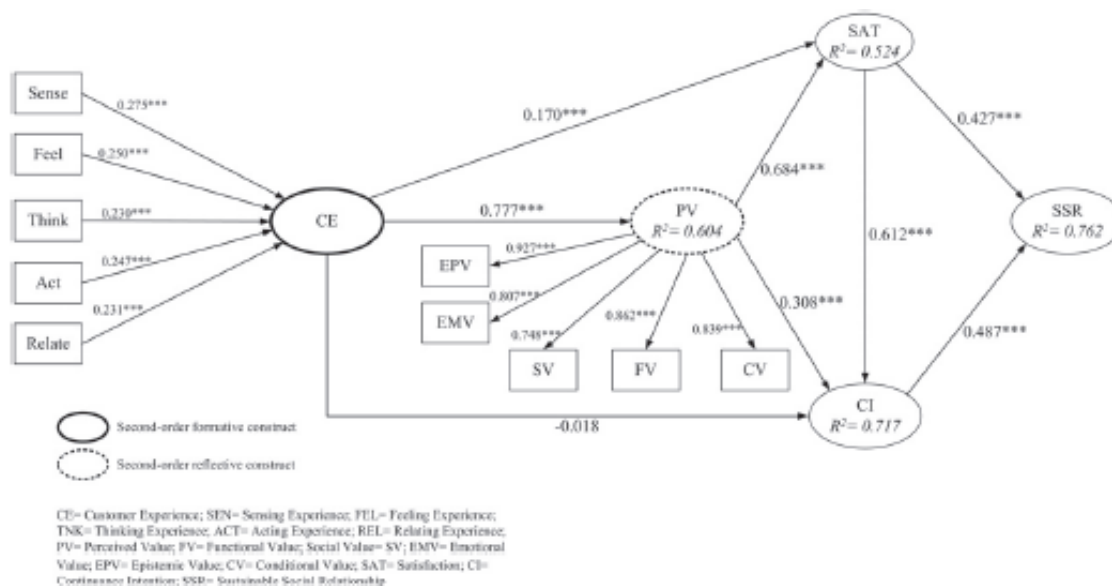 SAT
R²= 0.524
Sense
0.275***
Feel
0.250***
0.170***
0.427***
0.684***
Think
0.230***
CE
0.777***
PV
R²= 0.604
SSR
R²= 0.762
0.612***
Act
0.247***
EPV
0.927***
Relate
0.231***
EMV
0.807***
0.748***
0.862***
0.839***
0.308***
0.487***
SV
FV
CV
CI
R²= 0.717
-0.018
Second-order formative construct
Second-order reflective construct
CE= Customer Experience; SEN= Sensing Experience; FEL= Feeling Experience;
TNK= Thinking Experience; ACT= Acting Experience; REL= Relating Experience;
PV= Perceived Value; FV= Functional Value; Social Value= SV; EMV= Emotional
Value; EPV= Epistemic Value; CV= Conditional Value; SAT= Satisfaction; CI=
Continuance Intention; SSR= Sustainable Social Relationship